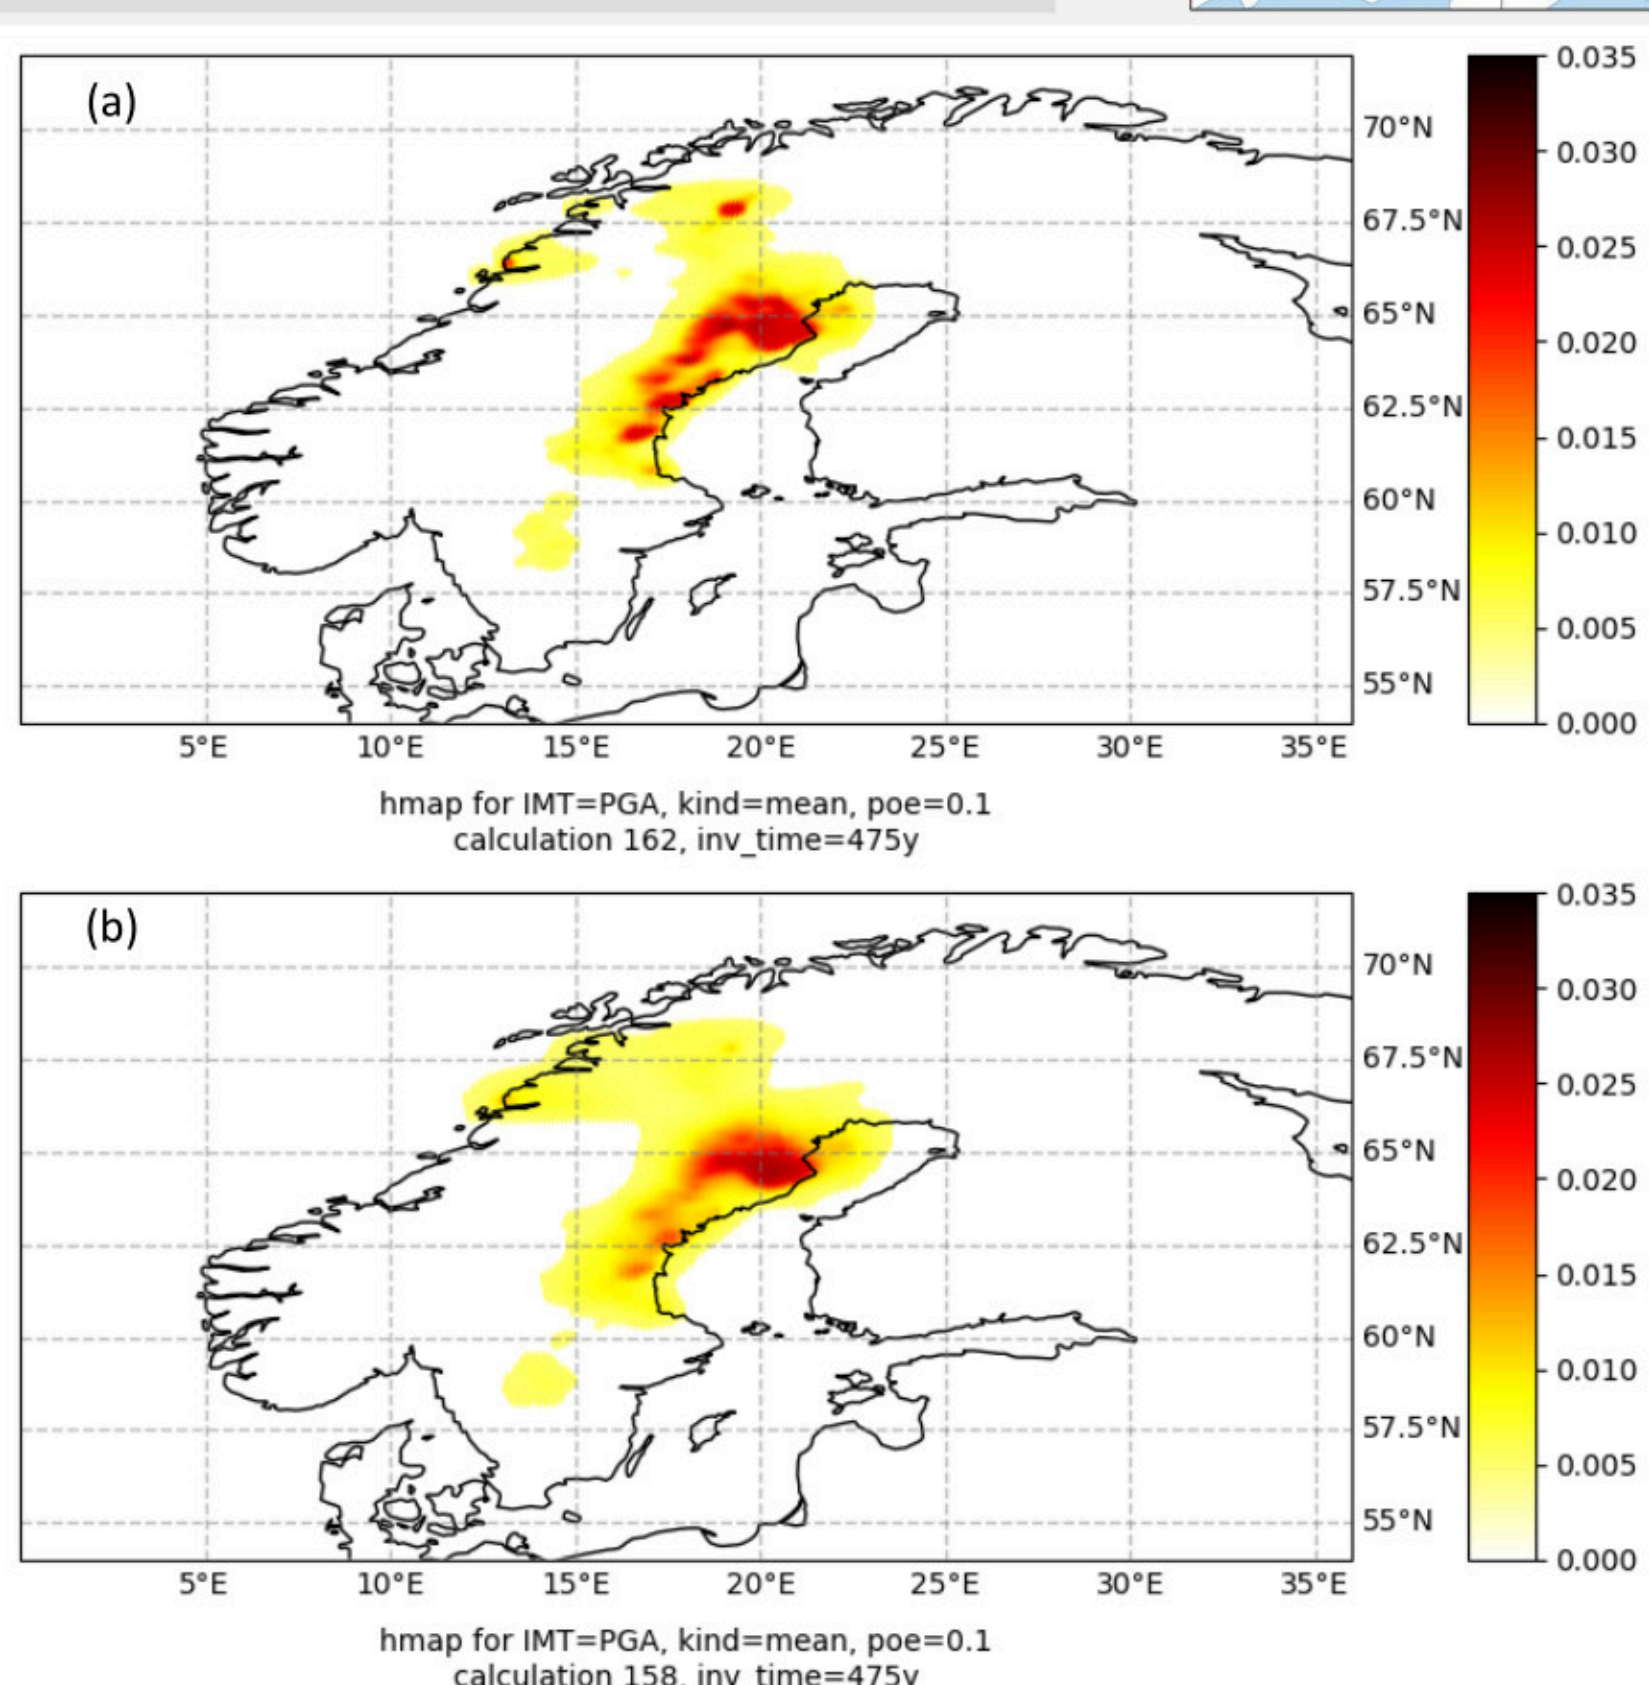 (a)
0.035
0.030
0.025
0.020
0.015
0.010
0.005
0.000
70°N
67.5°N
65°N
62.5°N
60°N
57.5°N
55°N
5°E 10°E 15°E 20°E 25°E 30°E 35°E
hmap for IMT=PGA, kind=mean, poe=0.1
calculation 162, inv_time=475y
(b)
0.035
0.030
0.025
0.020
0.015
0.010
0.005
0.000
70°N
67.5°N
65°N
62.5°N
60°N
57.5°N
55°N
5°E 10°E 15°E 20°E 25°E 30°E 35°E
hmap for IMT=PGA, kind=mean, poe=0.1
calculation 158, inv_time=475y